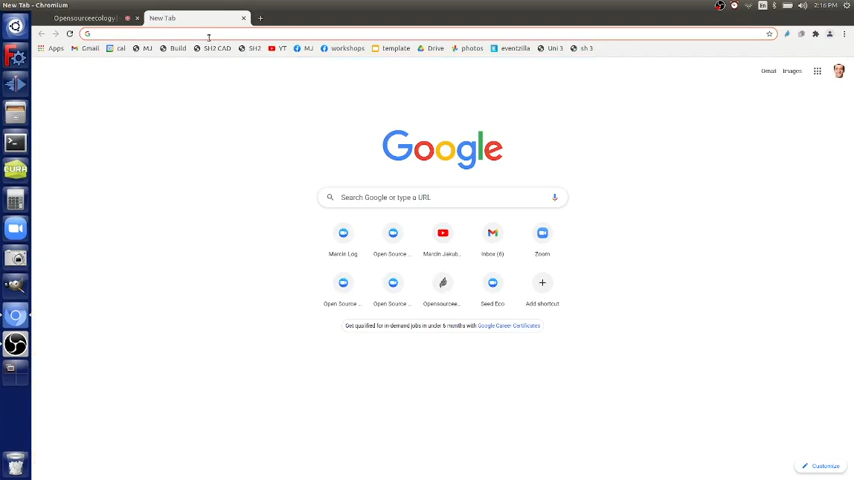 New Tab - Chromium
En
2:16 PM
Opensourceecology
New Tab
Apps
Gmail
cal
MJ
Build
SH2 CAD
SH2
YT
MJ
workshops
template
Drive
photos
eventzilla
Uni 3
sh 3
Gmail
Images
Google
Search Google or type a URL
Marcin Log
Open Source ...
Marcin Jakub...
Inbox (6)
Zoom
Open Source ...
Open Source ...
Opensourcee...
Seed Eco
Add shortcut
Get qualified for in-demand jobs in under 6 months with Google Career Certificates
Customize
CURA